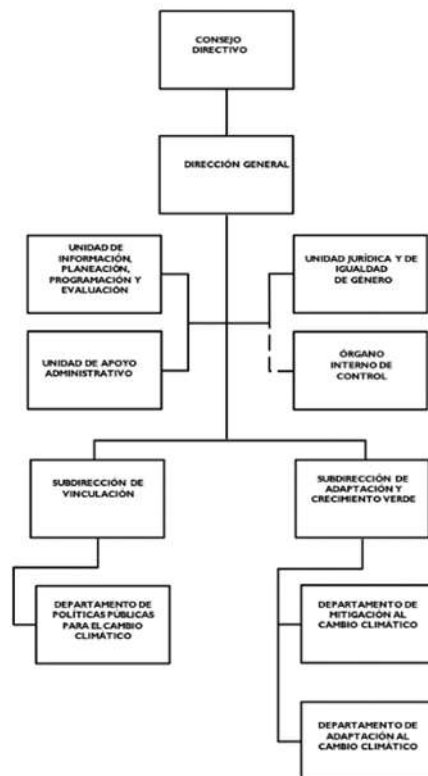 CONSEJO
DIRECTIVO
DIRECCIÓN GENERAL
UNIDAD DE
INFORMACIÓN,
PLANEACIÓN,
PROGRAMACIÓN Y
EVALUACIÓN
UNIDAD JURÍDICA Y DE
IGUALDAD
DE GÉNERO
UNIDAD DE APOYO
ADMINISTRATIVO
ÓRGANO
INTERNO DE
CONTROL
SUBDIRECCIÓN DE
VINCULACIÓN
SUBDIRECCIÓN DE
ADAPTACIÓN Y
CRECIMIENTO VERDE
DEPARTAMENTO DE
POLÍTICAS PÚBLICAS
PARA EL CAMBIO
CLIMÁTICO
DEPARTAMENTO DE
MITIGACIÓN AL
CAMBIO CLIMÁTICO
DEPARTAMENTO DE
ADAPTACIÓN AL
CAMBIO CLIMÁTICO